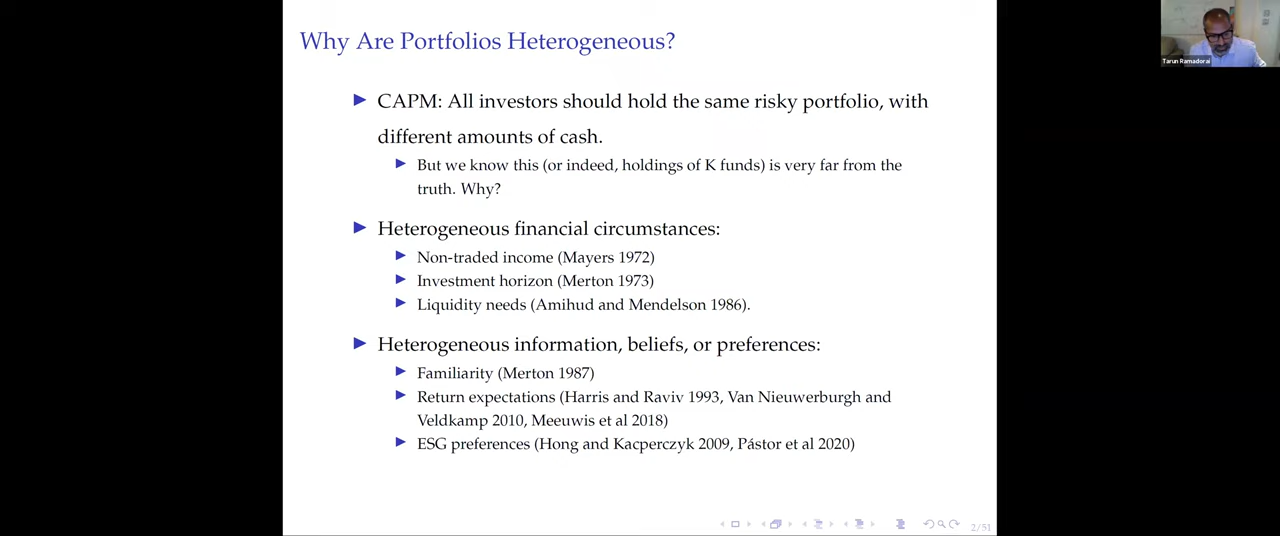 Why Are Portfolios Heterogeneous?
CAPM: All investors should hold the same risky portfolio, with
different amounts of cash.
But we know this (or indeed, holdings of K funds) is very far from the
truth. Why?
Heterogeneous financial circumstances:
Non-traded income (Mayers 1972)
Investment horizon (Merton 1973)
Liquidity needs (Amihud and Mendelson 1986).
Heterogeneous information, beliefs, or preferences:
Familiarity (Merton 1987)
Return expectations (Harris and Raviv 1993, Van Nieuwerburgh and
Veldkamp 2010, Meeuwis et al 2018)
ESG preferences (Hong and Kacperczyk 2009, Pástor et al 2020)
2/51
Tarun Ramadorai